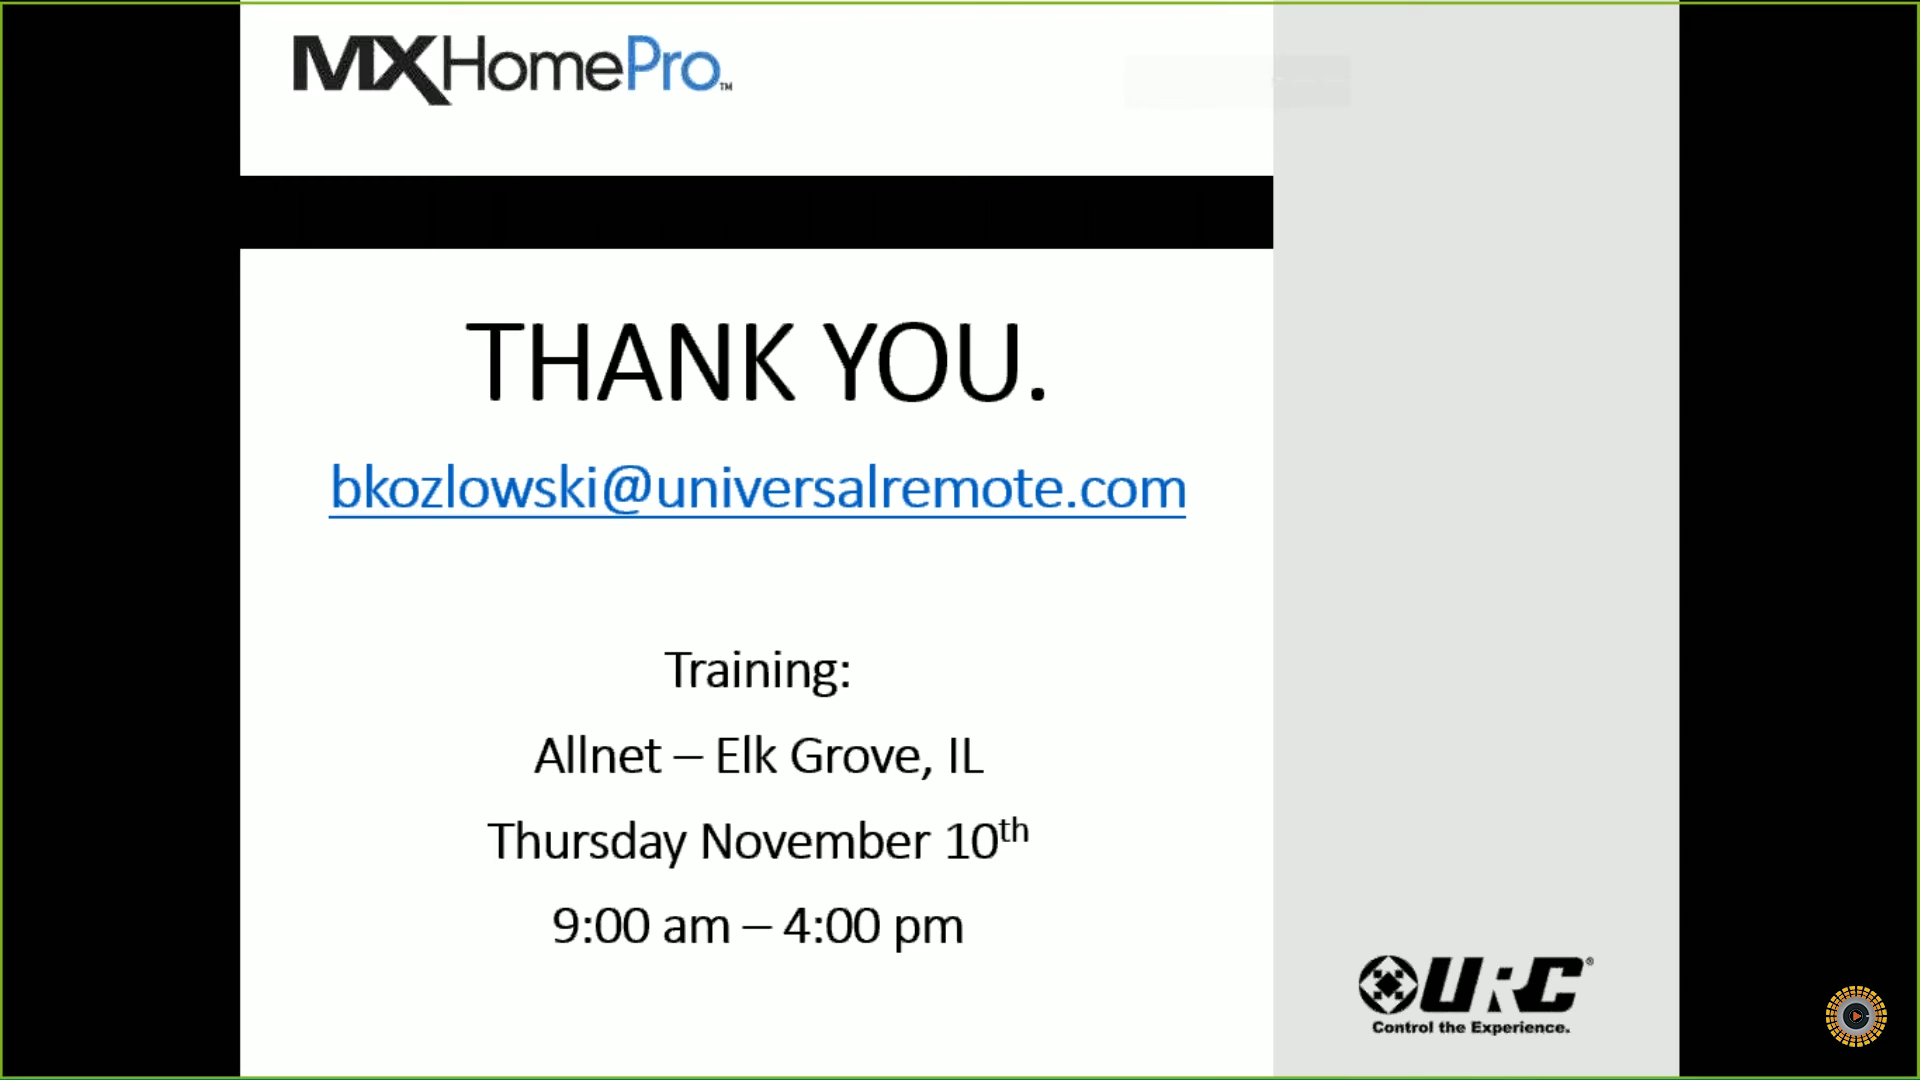 MXHomePro™
THANK YOU.
bkozlowski@universalremote.com
Training:
Allnet – Elk Grove, IL
Thursday November 10th
9:00 am – 4:00 pm
URC®
Control the Experience.